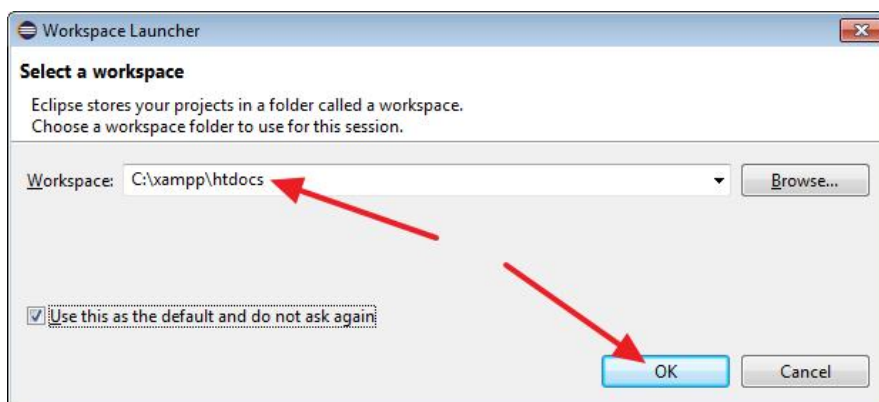 Workspace Launcher
Select a workspace
Eclipse stores your projects in a folder called a workspace.
Choose a workspace folder to use for this session.
Workspace: C:\xampp\htdocs Browse...
Use this as the default and do not ask again
OK Cancel